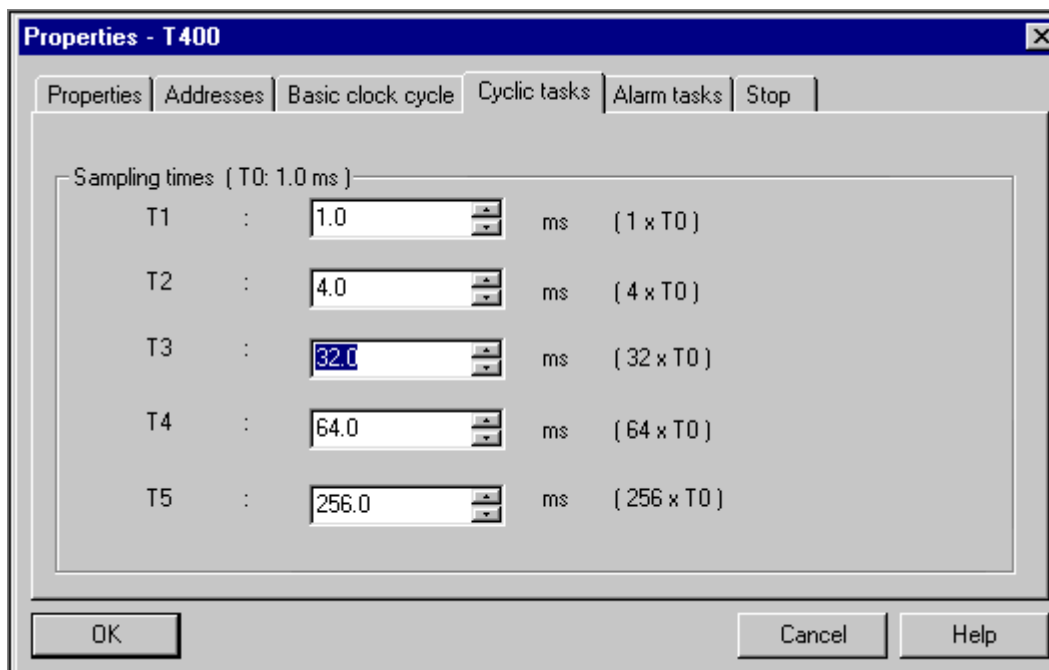 Properties - T400
Properties Addresses Basic clock cycle Cyclic tasks Alarm tasks Stop
Sampling times ( T0: 1.0 ms )
T1 : 1.0 ms ( 1 x T0 )
T2 : 4.0 ms ( 4 x T0 )
T3 : 32.0 ms ( 32 x T0 )
T4 : 64.0 ms ( 64 x T0 )
T5 : 256.0 ms ( 256 x T0 )
OK Cancel Help